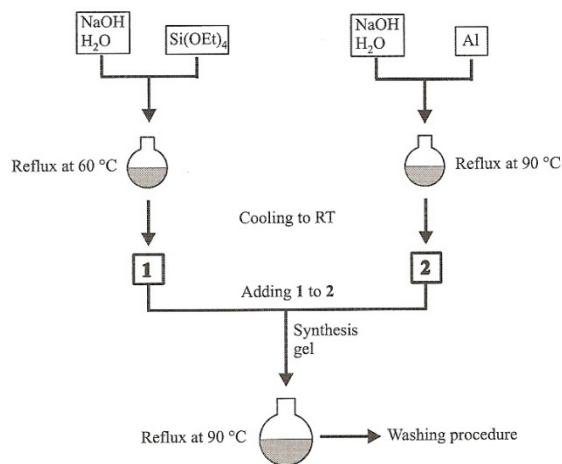 NaOH
H₂O
Si(OEt)₄
NaOH
H₂O
Al
Reflux at 60 °C
Reflux at 90 °C
Cooling to RT
1
2
Adding 1 to 2
Synthesis
gel
Reflux at 90 °C
Washing procedure